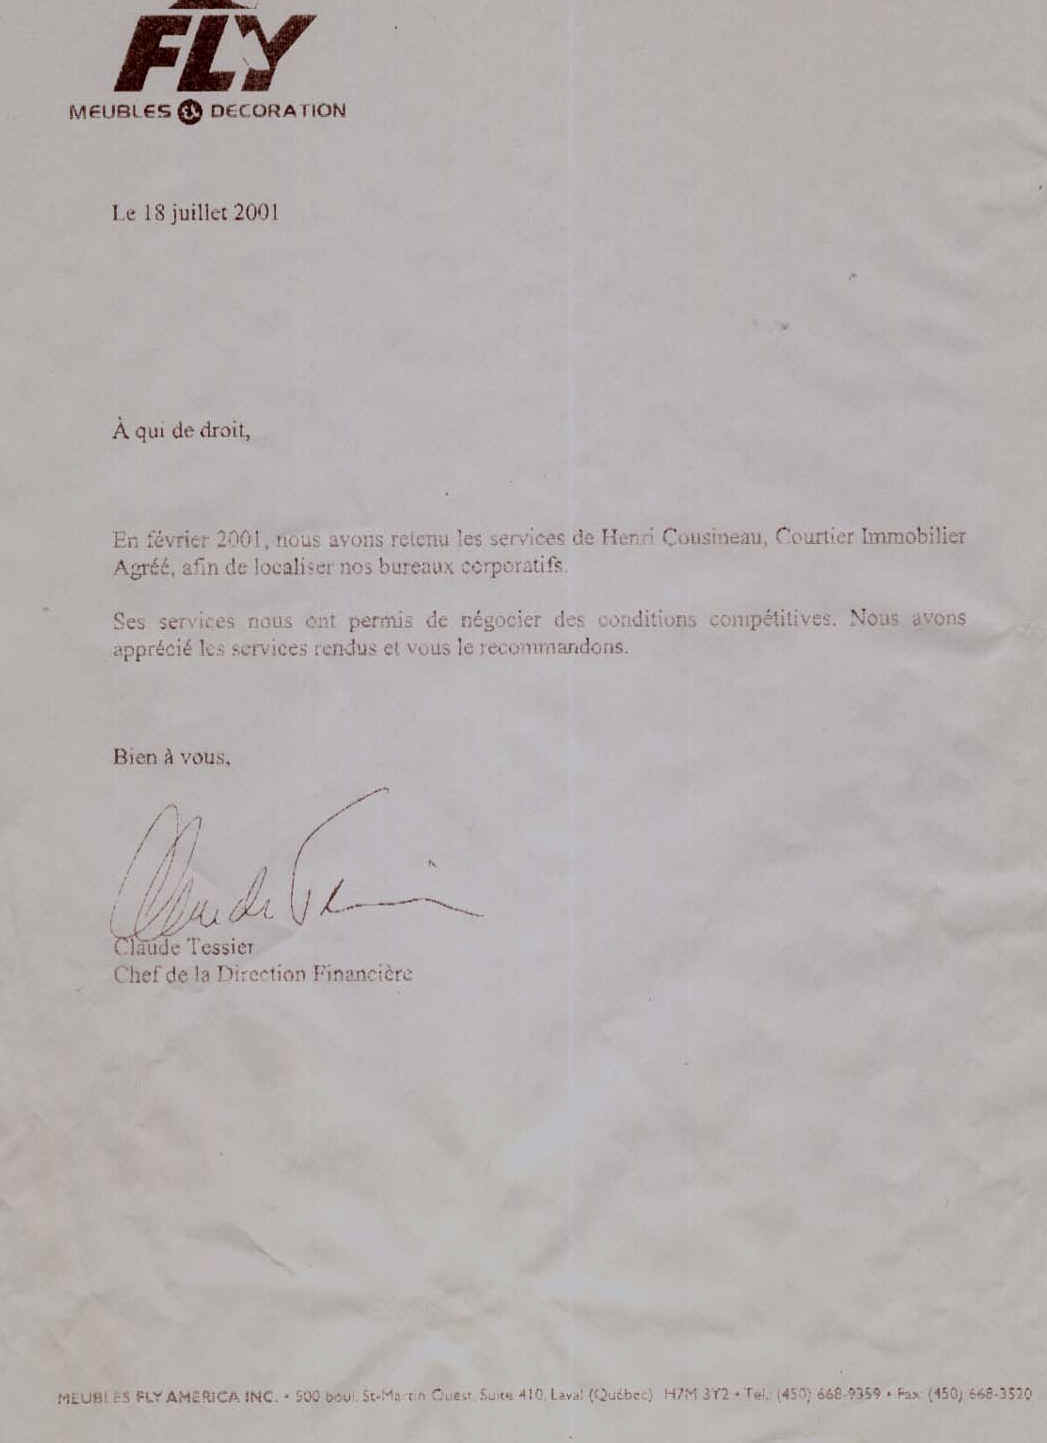 FLY
MEUBLES & DECORATION
Le 18 juillet 2001
À qui de droit,
En février 2001, nous avons retenu les services de Henri Cousineau, Courtier Immobilier
Agréé, afin de localiser nos bureaux corporatifs.
Ses services nous ont permis de négocier des conditions compétitives. Nous avons
apprécié les services rendus et vous le recommandons.
Bien à vous,
Claude Tessier
Claude Tessier
Chef de la Direction Financière
MEUBLES FLY AMERICA INC. • 500 boul. St-Martin Ouest, Suite 410, Laval (Québec) H7M 3Y2 • Tel.: (450) 668-9359 • Fax: (450) 668-3520